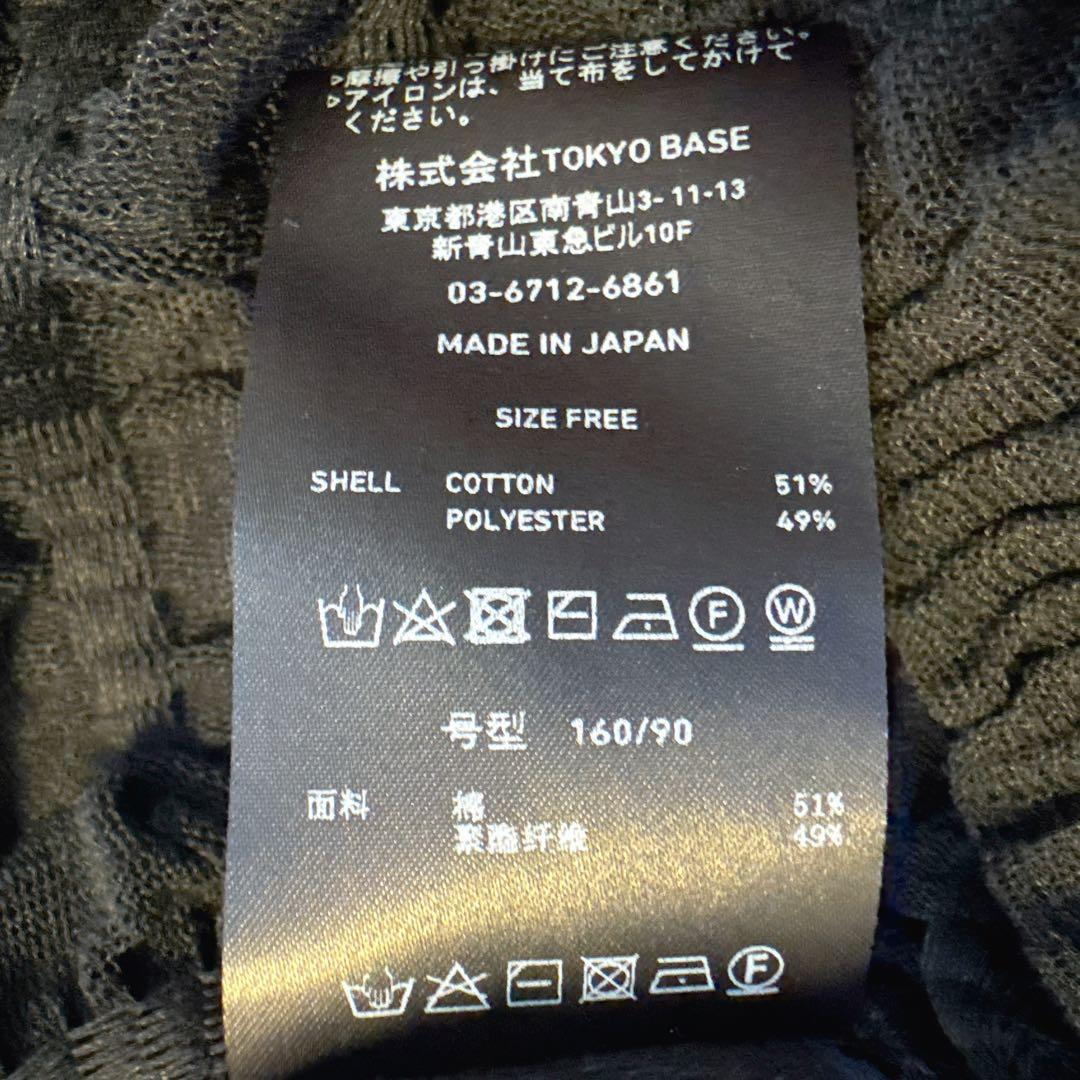 ▷摩擦や引っ掛けにご注意ください。
▷アイロンは、当て布をしてかけて
ください。
株式会社TOKYO BASE
東京都港区南青山3-11-13
新青山東急ビル10F
03-6712-6861
MADE IN JAPAN
SIZE FREE
SHELL COTTON 51%
POLYESTER 49%
F W
号型 160/90
面料 棉 51%
聚酯纤维 49%
F